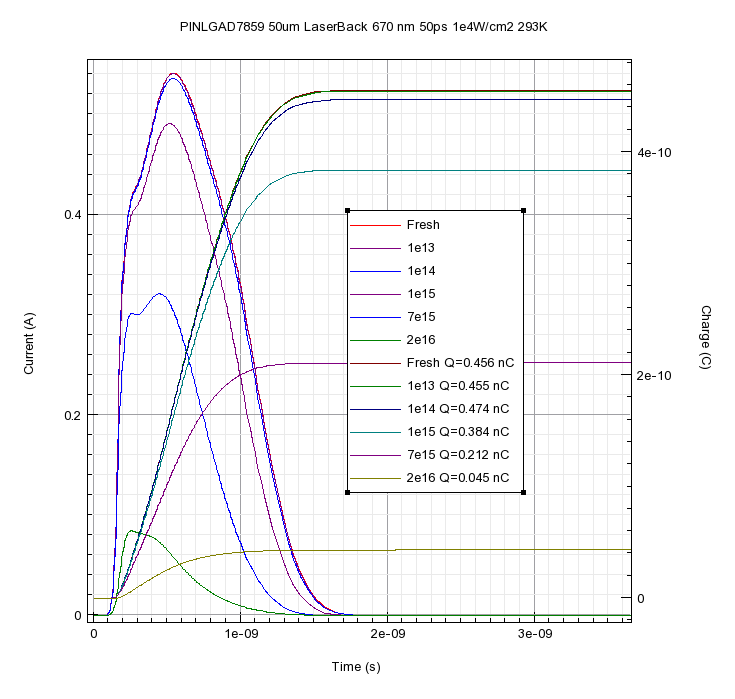 PINLGAD7859 50um LaserBack 670 nm 50ps 1e4W/cm2 293K
Current (A)
0.4
0.2
0
Charge (C)
4e-10
2e-10
0
Fresh
1e13
1e14
1e15
7e15
2e16
Fresh Q=0.456 nC
1e13 Q=0.455 nC
1e14 Q=0.474 nC
1e15 Q=0.384 nC
7e15 Q=0.212 nC
2e16 Q=0.045 nC
0
1e-09
2e-09
3e-09
Time (s)